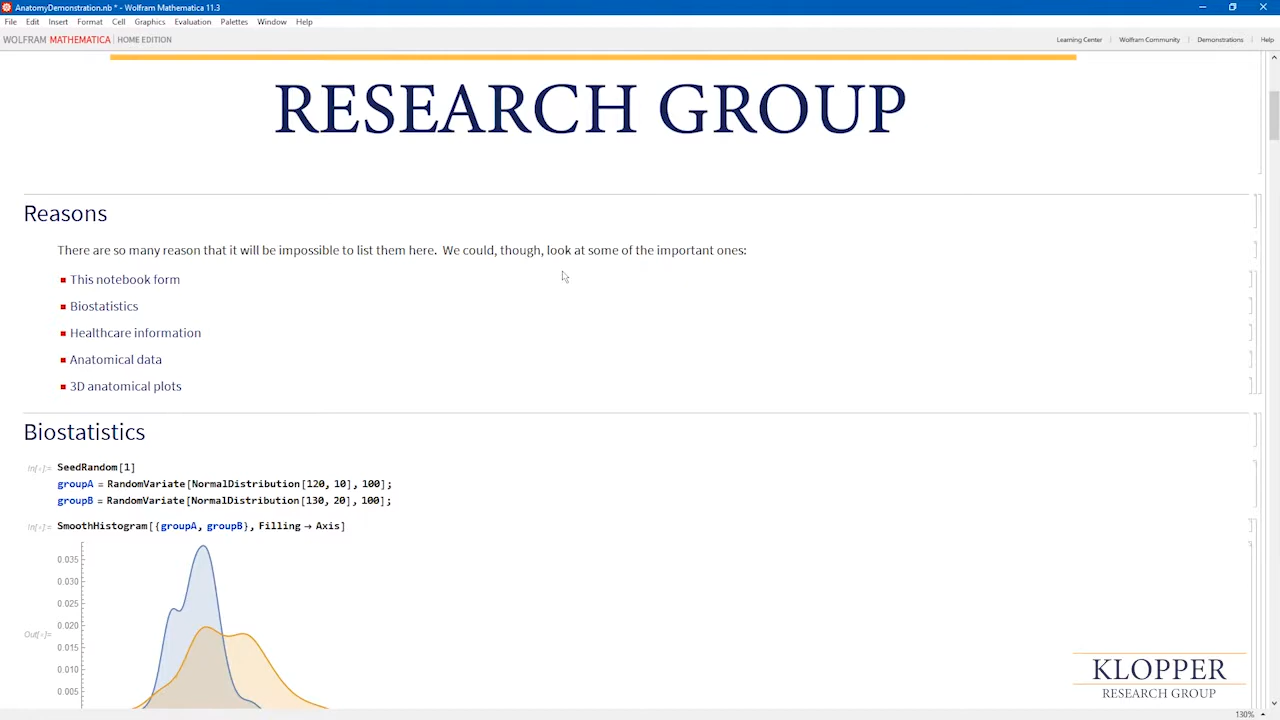 AnatomyDemonstration.nb * - Wolfram Mathematica 11.3
File Edit Insert Format Cell Graphics Evaluation Palettes Window Help
WOLFRAM MATHEMATICA | HOME EDITION
Learning Center | Wolfram Community | Demonstrations | Help
RESEARCH GROUP
Reasons
There are so many reason that it will be impossible to list them here. We could, though, look at some of the important ones:
This notebook form
Biostatistics
Healthcare information
Anatomical data
3D anatomical plots
Biostatistics
In[•]:= SeedRandom[1]
groupA = RandomVariate[NormalDistribution[120, 10], 100];
groupB = RandomVariate[NormalDistribution[130, 20], 100];
In[•]:= SmoothHistogram[{groupA, groupB}, Filling → Axis]
0.035
0.030
0.025
0.020
Out[•]=
0.015
0.010
0.005
KLOPPER
RESEARCH GROUP
130%